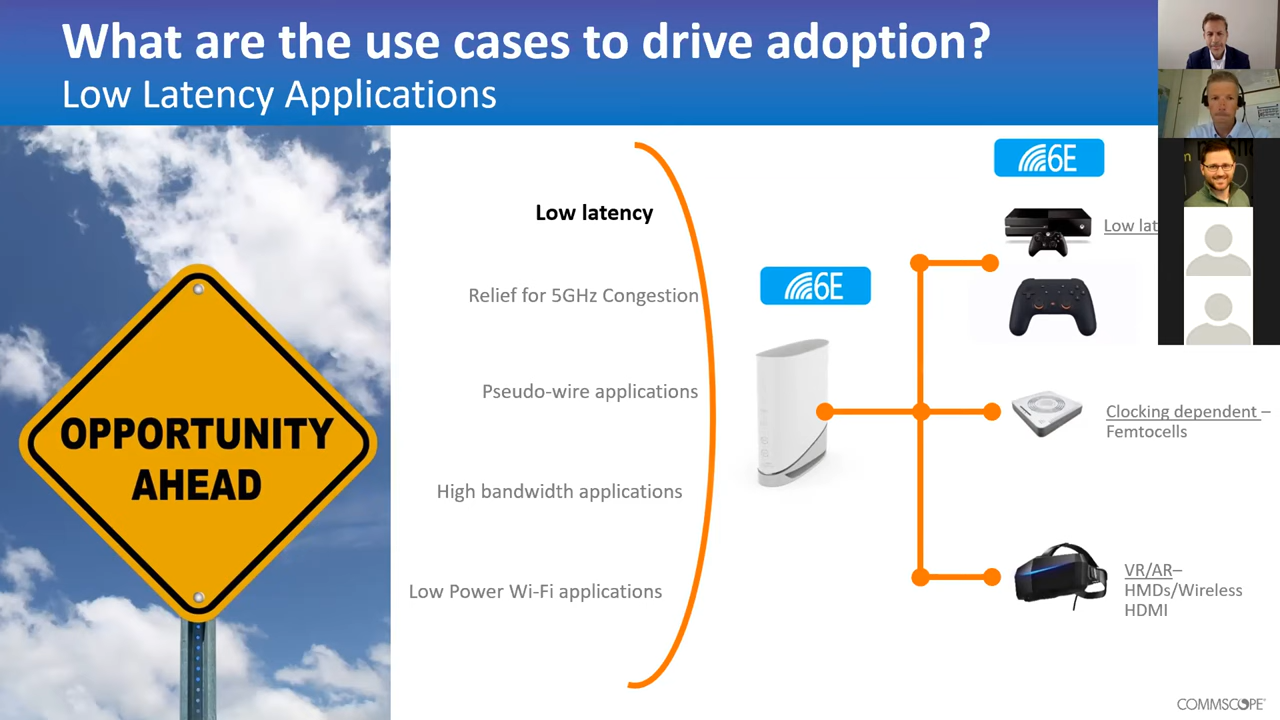 What are the use cases to drive adoption?
Low Latency Applications
OPPORTUNITY
AHEAD
Low latency
Relief for 5GHz Congestion
Pseudo-wire applications
High bandwidth applications
Low Power Wi-Fi applications
6E
6E
Low lat
Clocking dependent –
Femtocells
VR/AR–
HMDs/Wireless
HDMI
COMMSCOPE